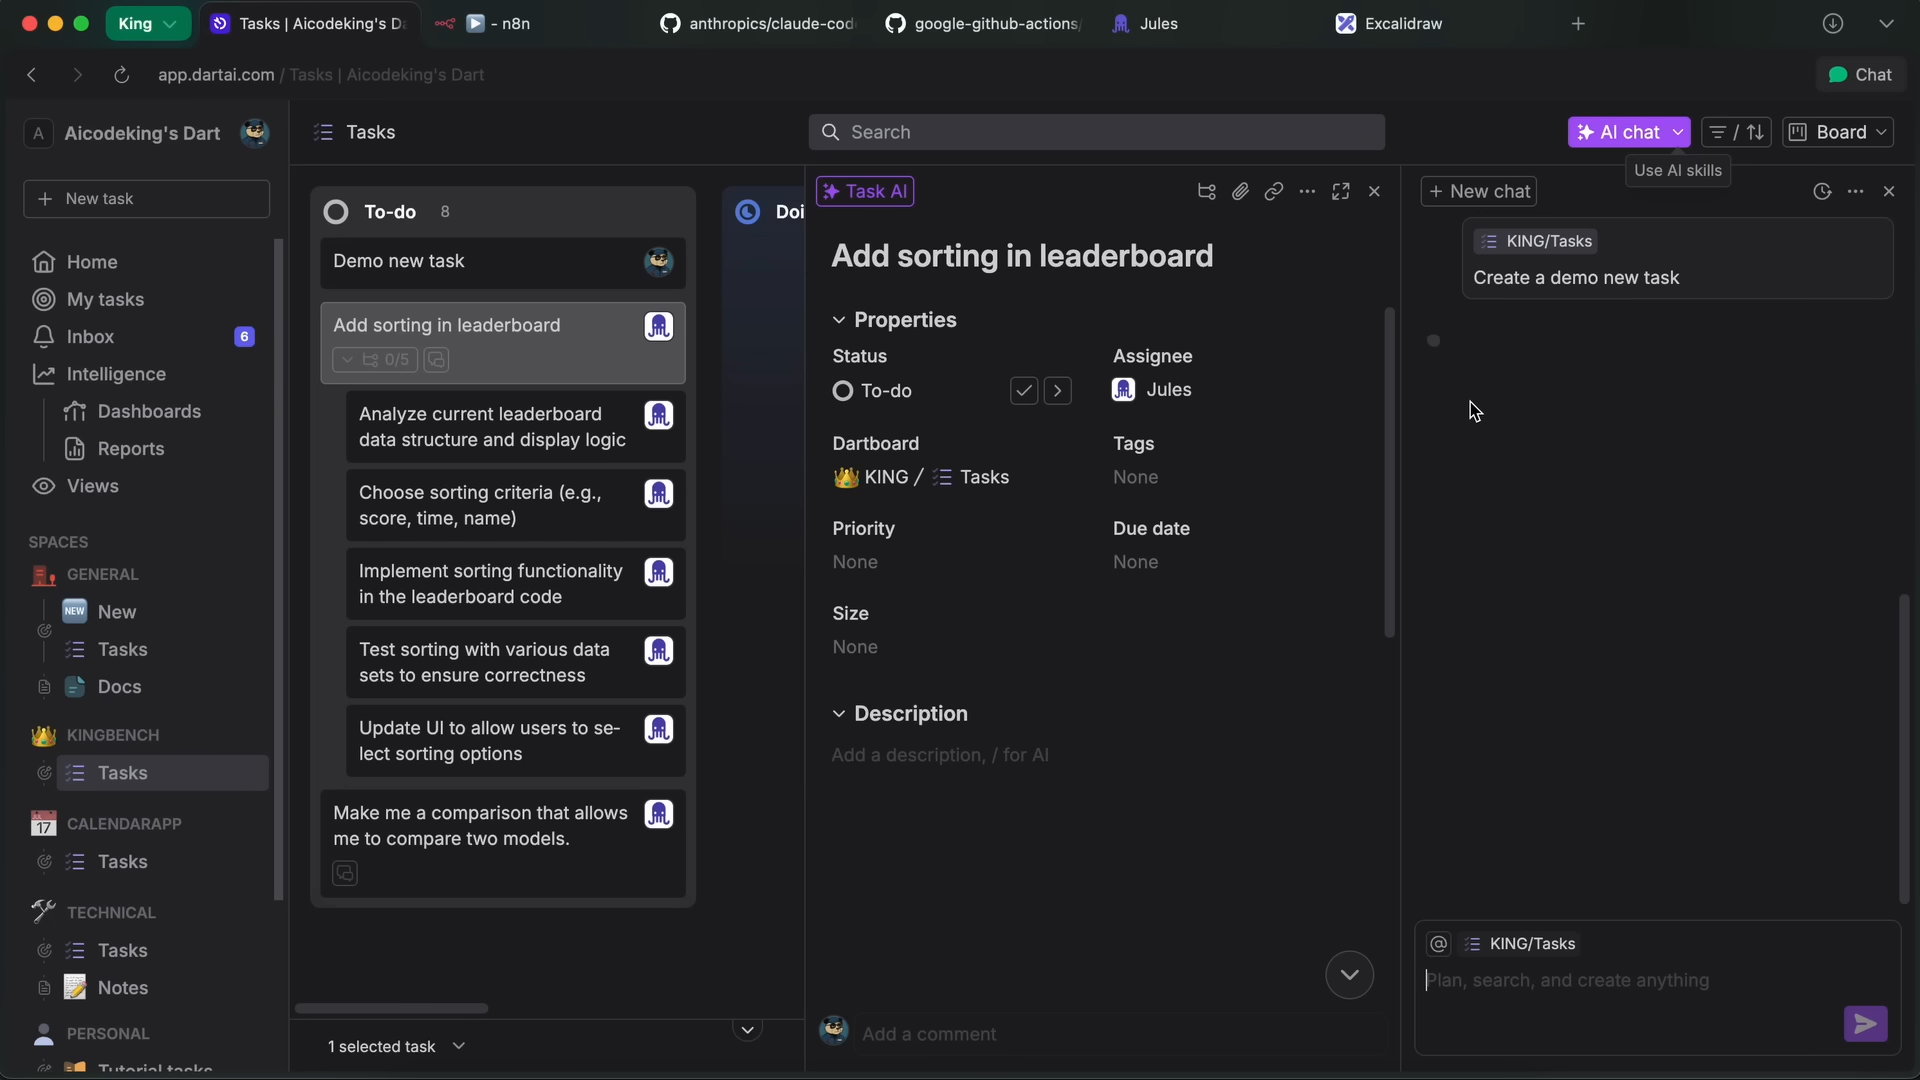 King
Tasks | Aicodeking's Da
- n8n
anthropics/claude-cod
google-github-actions/
Jules
Excalidraw
app.dartai.com / Tasks | Aicodeking's Dart
Chat
A Aicodeking's Dart
Tasks
Search
AI chat
/
Board
Use AI skills
+ New task
Home
My tasks
Inbox 6
Intelligence
Dashboards
Reports
Views
SPACES
GENERAL
NEW New
Tasks
Docs
KINGBENCH
Tasks
JUL 17 CALENDARAPP
Tasks
TECHNICAL
Tasks
Notes
PERSONAL
Tutorial tasks
To-do 8
Doi
Demo new task
Add sorting in leaderboard
0/5
Analyze current leaderboard
data structure and display logic
Choose sorting criteria (e.g.,
score, time, name)
Implement sorting functionality
in the leaderboard code
Test sorting with various data
sets to ensure correctness
Update UI to allow users to se-
lect sorting options
Make me a comparison that allows
me to compare two models.
1 selected task
Task AI
Add sorting in leaderboard
Properties
Status
Assignee
To-do
Jules
Dartboard
Tags
KING / Tasks
None
Priority
Due date
None
None
Size
None
Description
Add a description, / for AI
Add a comment
+ New chat
KING/Tasks
Create a demo new task
@ KING/Tasks
Plan, search, and create anything